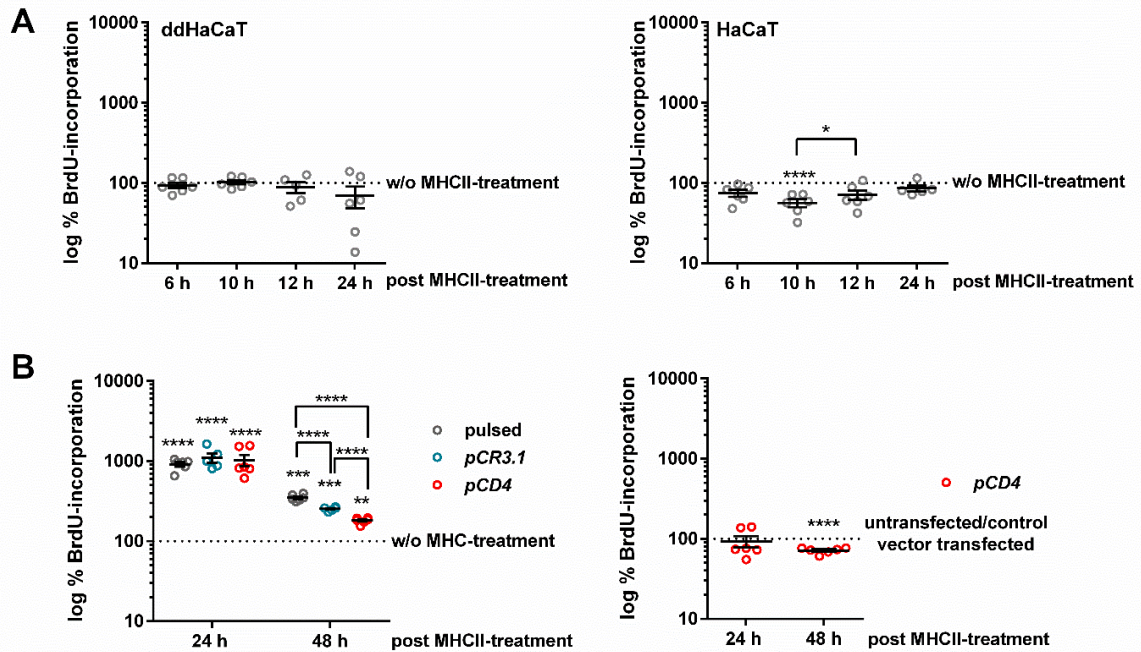 A
ddHaCaT
log % BrdU-incorporation
10000
1000
100
10
w/o MHCII-treatment
6 h 10 h 12 h 24 h post MHCII-treatment
HaCaT
log % BrdU-incorporation
10000
1000
100
10
*
****
w/o MHCII-treatment
6 h 10 h 12 h 24 h post MHCII-treatment
B
log % BrdU-incorporation
10000
1000
100
10
**** **** ****
****
**** ****
*** *** **
pulsed
pCR3.1
pCD4
w/o MHC-treatment
24 h 48 h post MHCII-treatment
log % BrdU-incorporation
10000
1000
100
10
pCD4
****
untransfected/control
vector transfected
24 h 48 h post MHCII-treatment